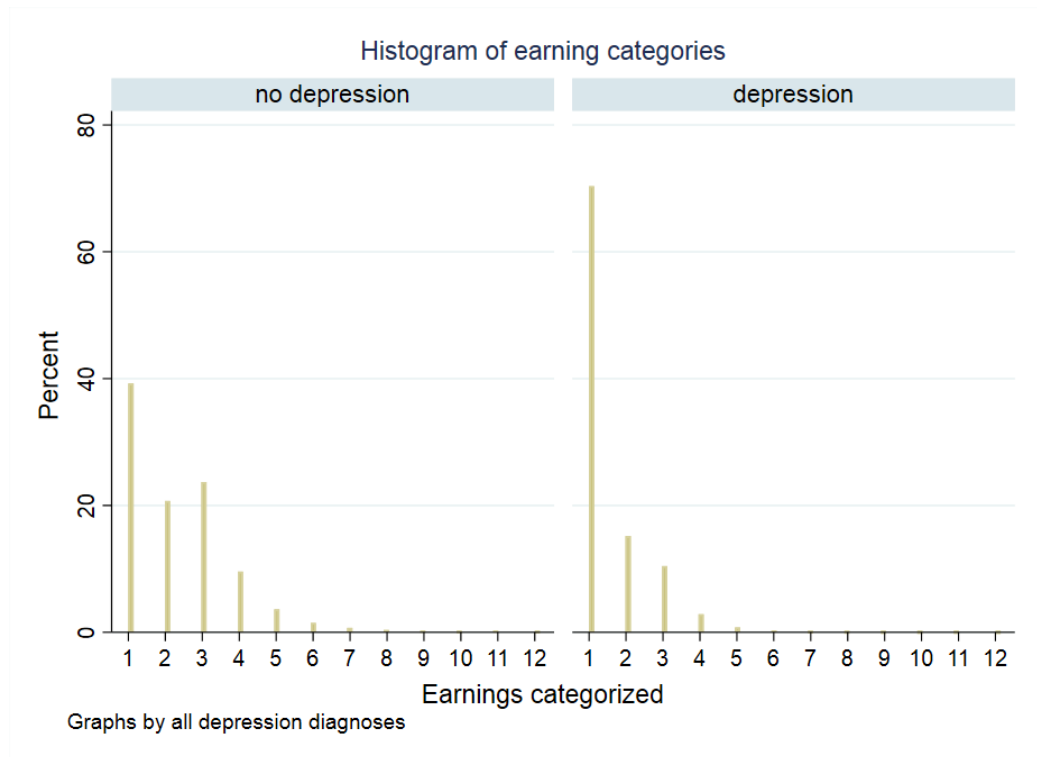 Histogram of earning categories
no depression depression
80
60
40
20
0
Percent
1 2 3 4 5 6 7 8 9 10 11 12 1 2 3 4 5 6 7 8 9 10 11 12
Earnings categorized
Graphs by all depression diagnoses